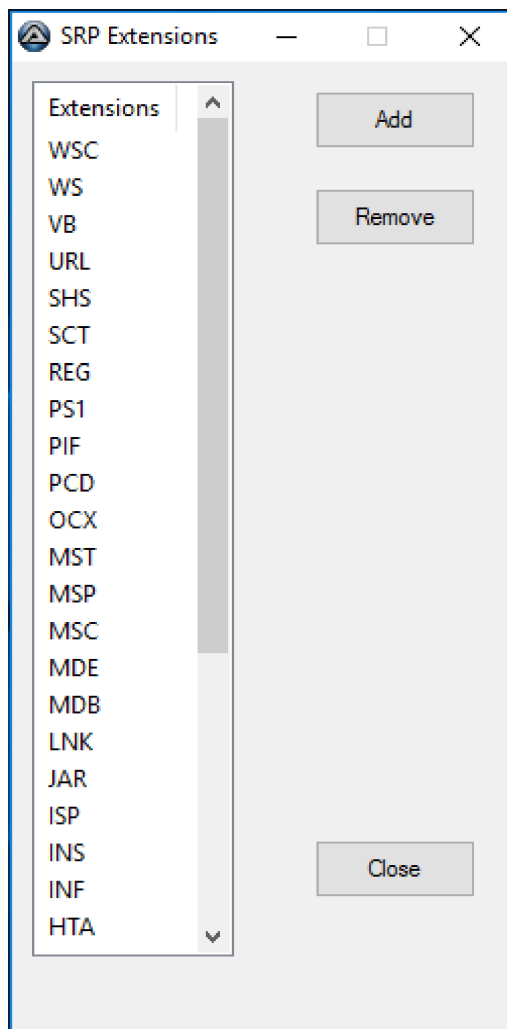 SRP Extensions
Extensions
WSC
WS
VB
URL
SHS
SCT
REG
PS1
PIF
PCD
OCX
MST
MSP
MSC
MDE
MDB
LNK
JAR
ISP
INS
INF
HTA
Add
Remove
Close